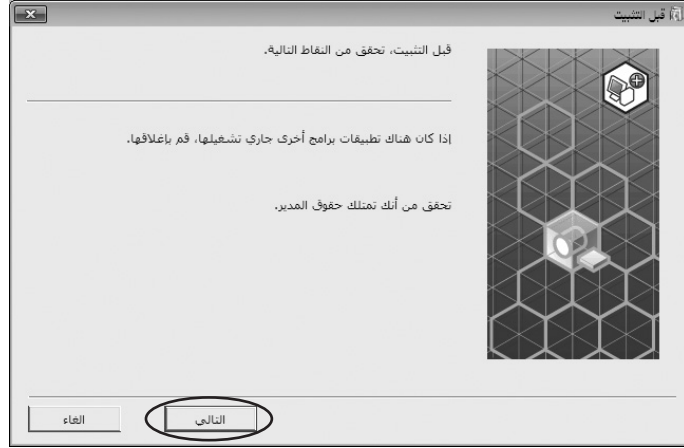 قبل التثبيت
قبل التثبيت، تحقق من النقاط التالية.
إذا كان هناك تطبيقات برامج أخرى جاري تشغيلها، قم بإغلاقها.
تحقق من أنك تمتلك حقوق المدير.
التالي
الغاء